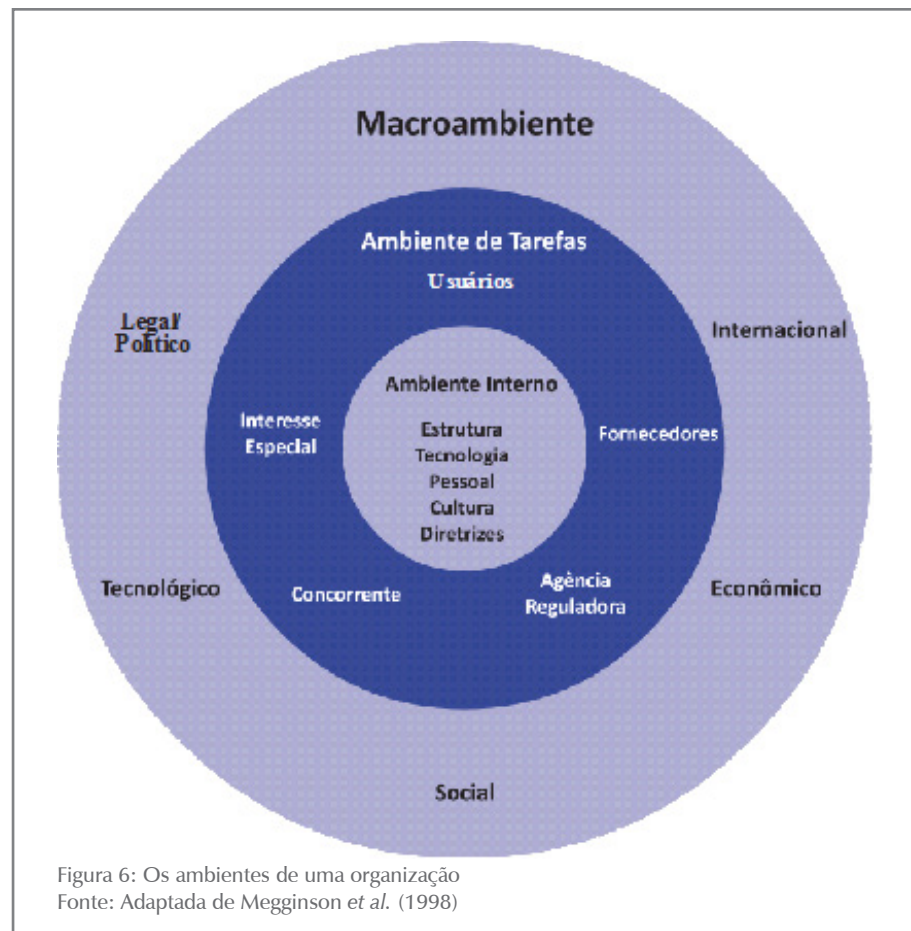 Macroambiente
Ambiente de Tarefas
Usuários
Legal/
Político
Internacional
Ambiente Interno
Interesse
Especial
Fornecedores
Estrutura
Tecnologia
Pessoal
Cultura
Diretrizes
Tecnológico
Concorrente
Agência
Reguladora
Econômico
Social
Figura 6: Os ambientes de uma organização
Fonte: Adaptada de Megginson et al. (1998)